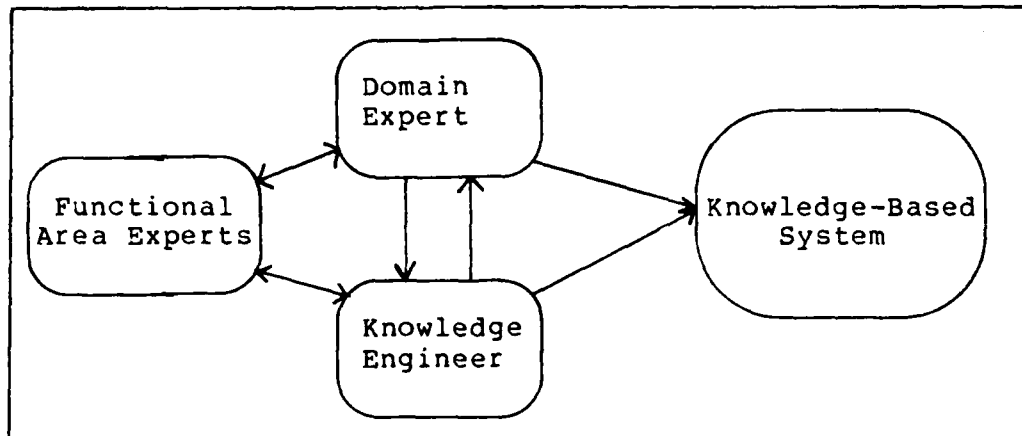 Domain
Expert
Functional
Area Experts
Knowledge-Based
System
Knowledge
Engineer